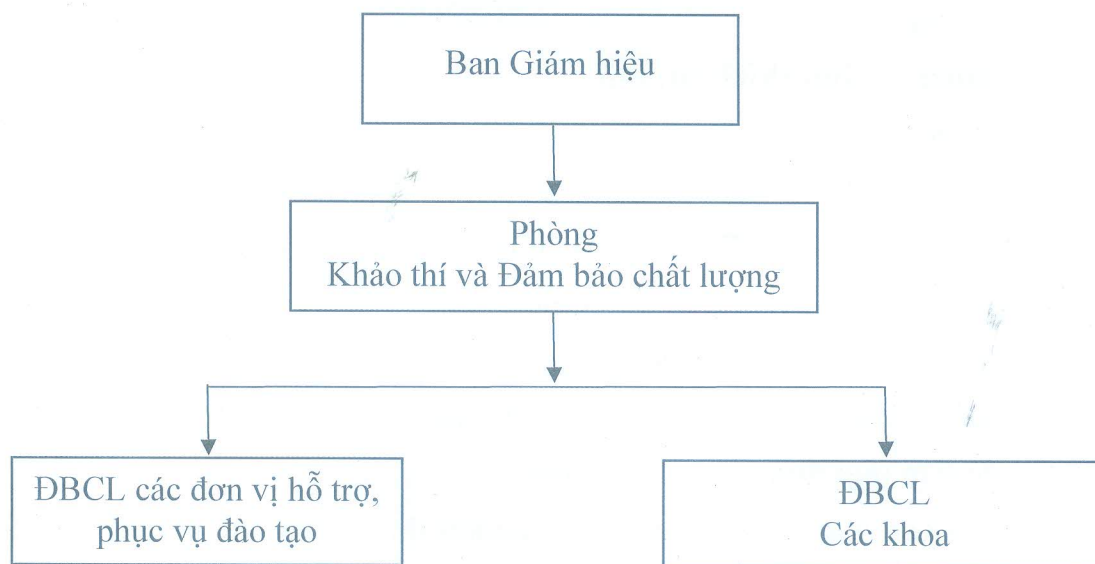 Ban Giám hiệu
Phòng
Khảo thí và Đảm bảo chất lượng
ĐBCL các đơn vị hỗ trợ,
phục vụ đào tạo
ĐBCL
Các khoa